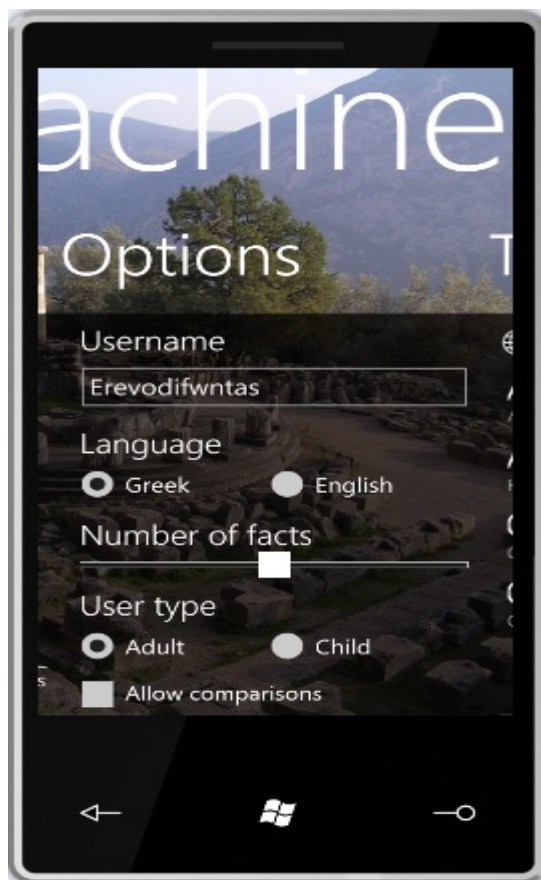 achine
Options T
Username
Erevodifwntas
Language
Greek English
Number of facts
User type
Adult Child
Allow comparisons
s